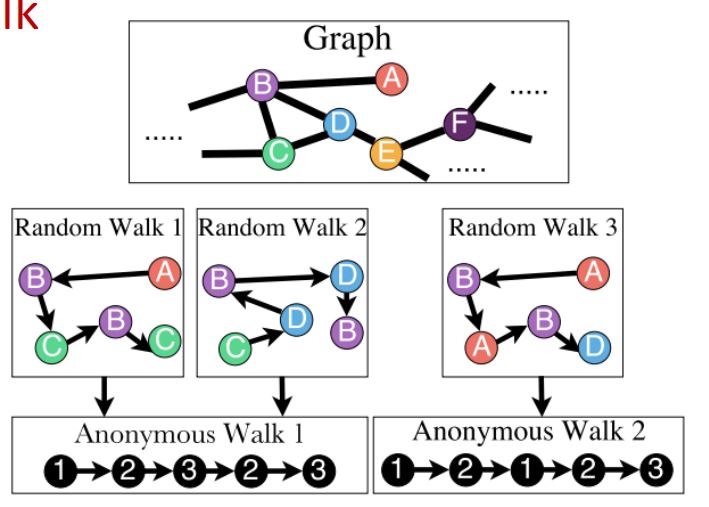 lk
Graph
B A
D F
C E
.....
.....
.....
Random Walk 1
B A
B
C C
Random Walk 2
B D
D B
C
Random Walk 3
B A
B
A D
Anonymous Walk 1
1 2 3 2 3
Anonymous Walk 2
1 2 1 2 3